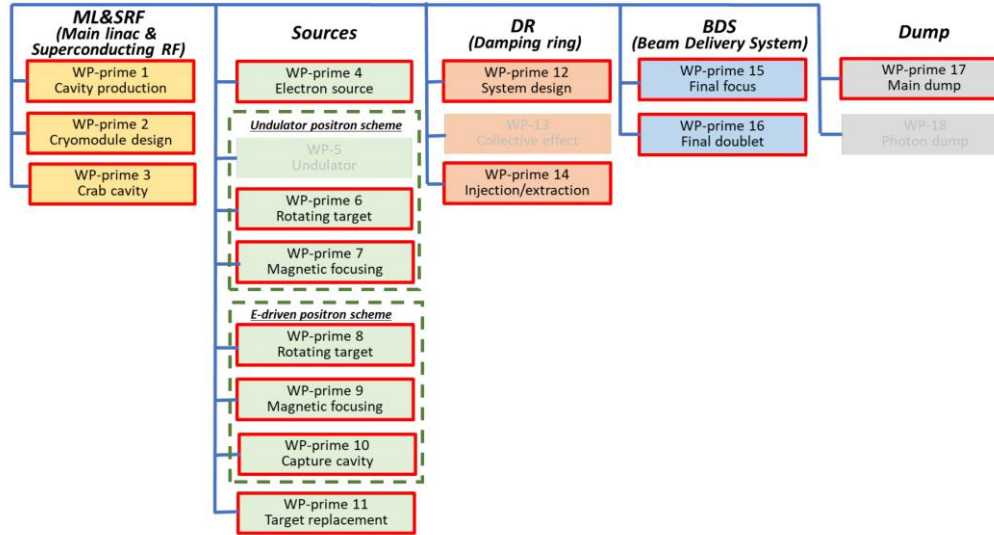 ML&SRF
(Main linac &
Superconducting RF)
WP-prime 1
Cavity production
WP-prime 2
Cryomodule design
WP-prime 3
Crab cavity
Sources
WP-prime 4
Electron source
Undulator positron scheme
WP-5
Undulator
WP-prime 6
Rotating target
WP-prime 7
Magnetic focusing
E-driven positron scheme
WP-prime 8
Rotating target
WP-prime 9
Magnetic focusing
WP-prime 10
Capture cavity
WP-prime 11
Target replacement
DR
(Damping ring)
WP-prime 12
System design
WP-13
Collective effect
WP-prime 14
Injection/extraction
BDS
(Beam Delivery System)
WP-prime 15
Final focus
WP-prime 16
Final doublet
Dump
WP-prime 17
Main dump
WP-18
Photon dump